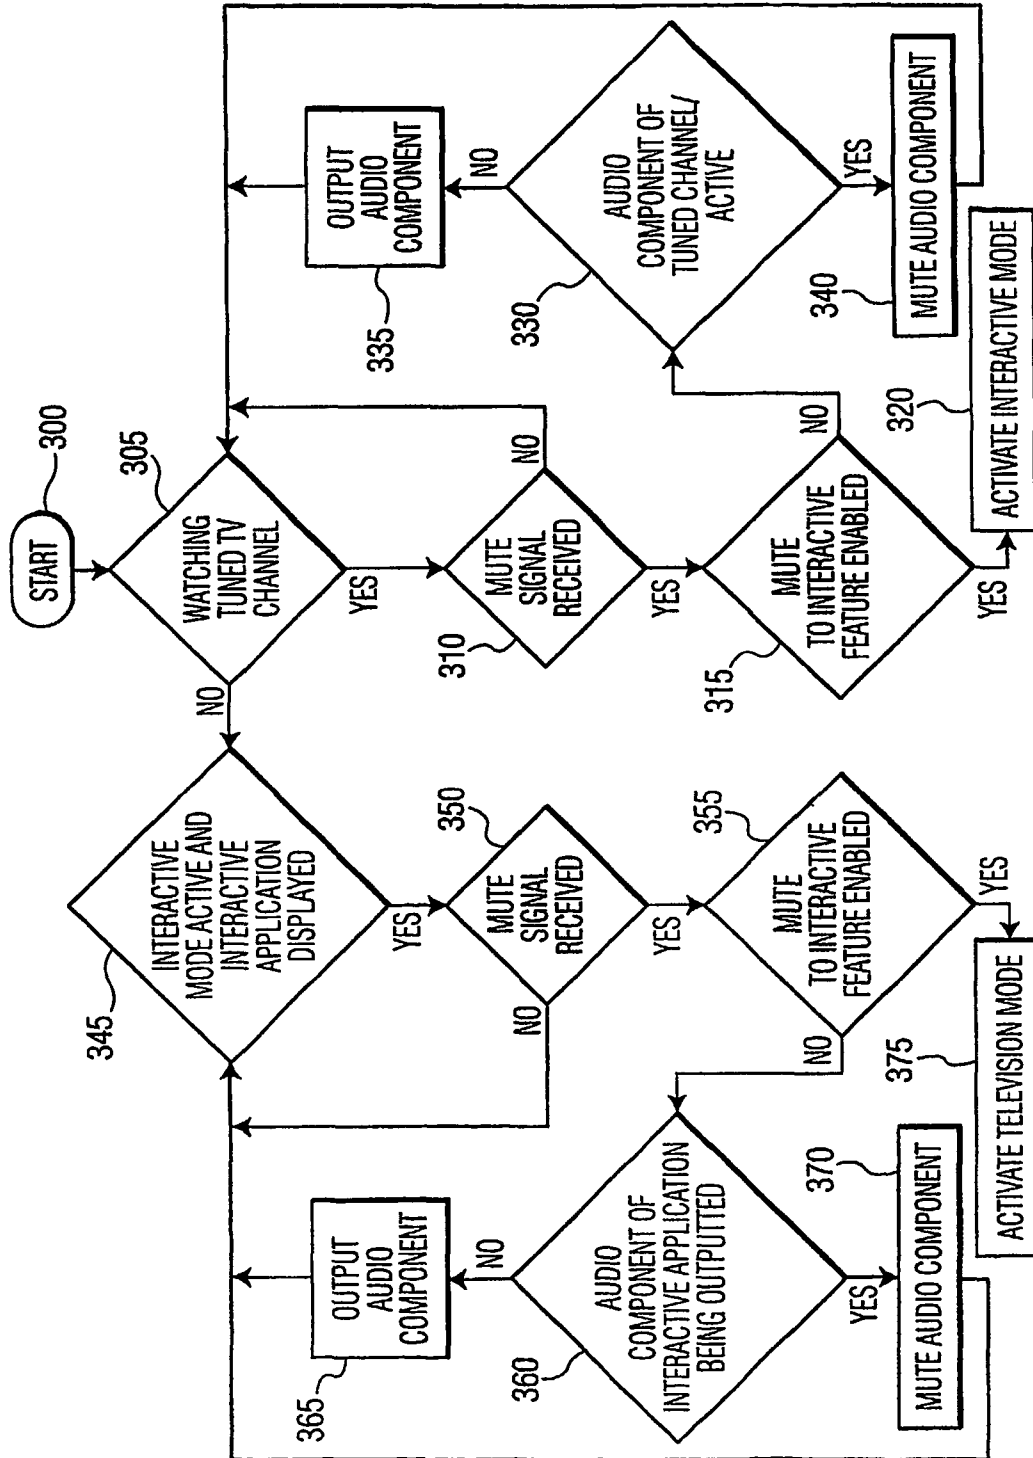 START
300
WATCHING
TUNED TV
CHANNEL
305
YES
NO
MUTE
SIGNAL
RECEIVED
310
NO
YES
MUTE
TO INTERACTIVE
FEATURE ENABLED
315
NO
YES
ACTIVATE INTERACTIVE MODE
320
AUDIO
COMPONENT OF
TUNED CHANNEL/
ACTIVE
330
NO
YES
OUTPUT
AUDIO
COMPONENT
335
MUTE AUDIO COMPONENT
340
INTERACTIVE
MODE ACTIVE AND
INTERACTIVE
APPLICATION
DISPLAYED
345
YES
MUTE
SIGNAL
RECEIVED
350
NO
YES
MUTE
TO INTERACTIVE
FEATURE ENABLED
355
NO
YES
AUDIO
COMPONENT OF
INTERACTIVE APPLICATION
BEING OUTPUTTED
360
NO
YES
OUTPUT
AUDIO
COMPONENT
365
MUTE AUDIO COMPONENT
370
ACTIVATE TELEVISION MODE
375